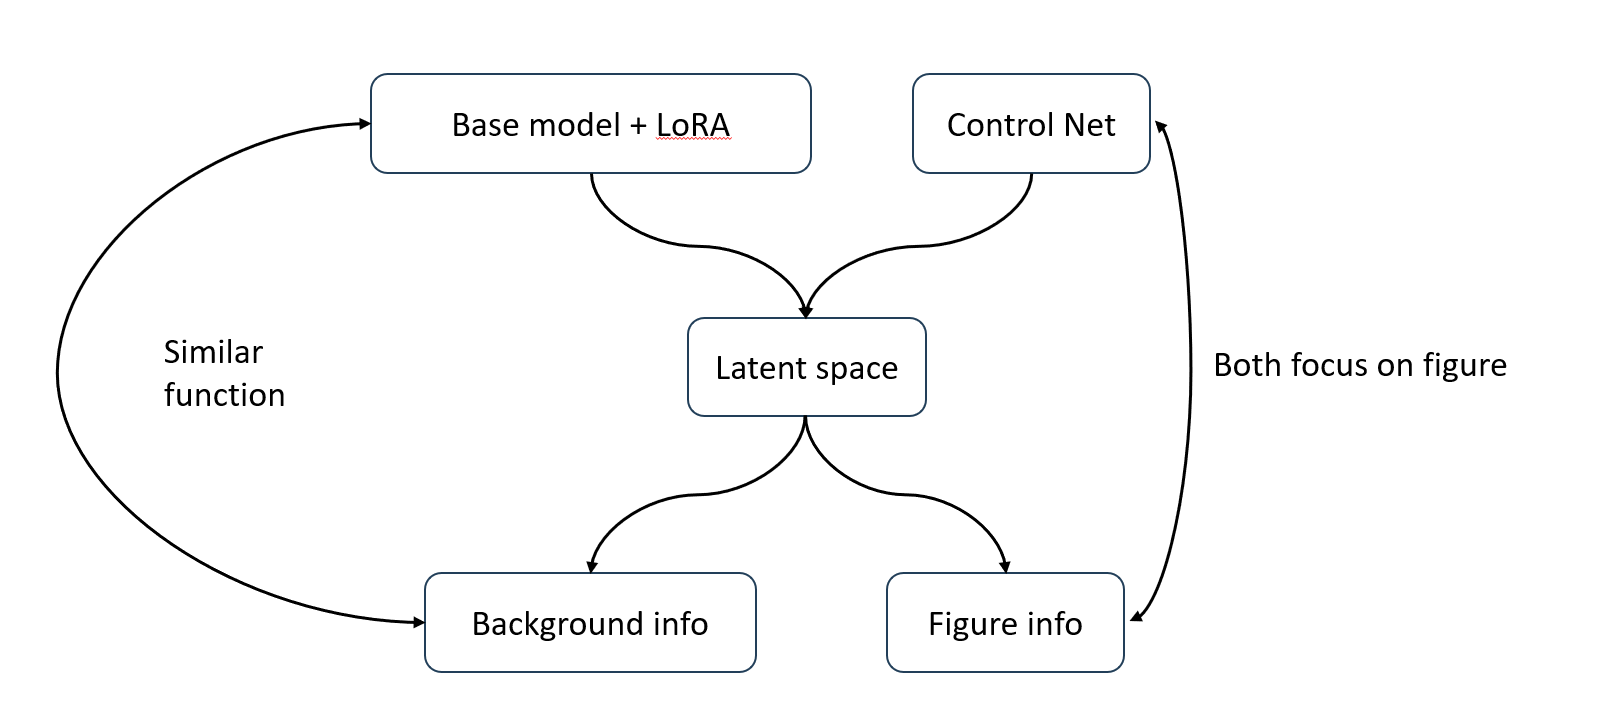 Base model + LoRA
Control Net
Similar
function
Latent space
Both focus on figure
Background info
Figure info